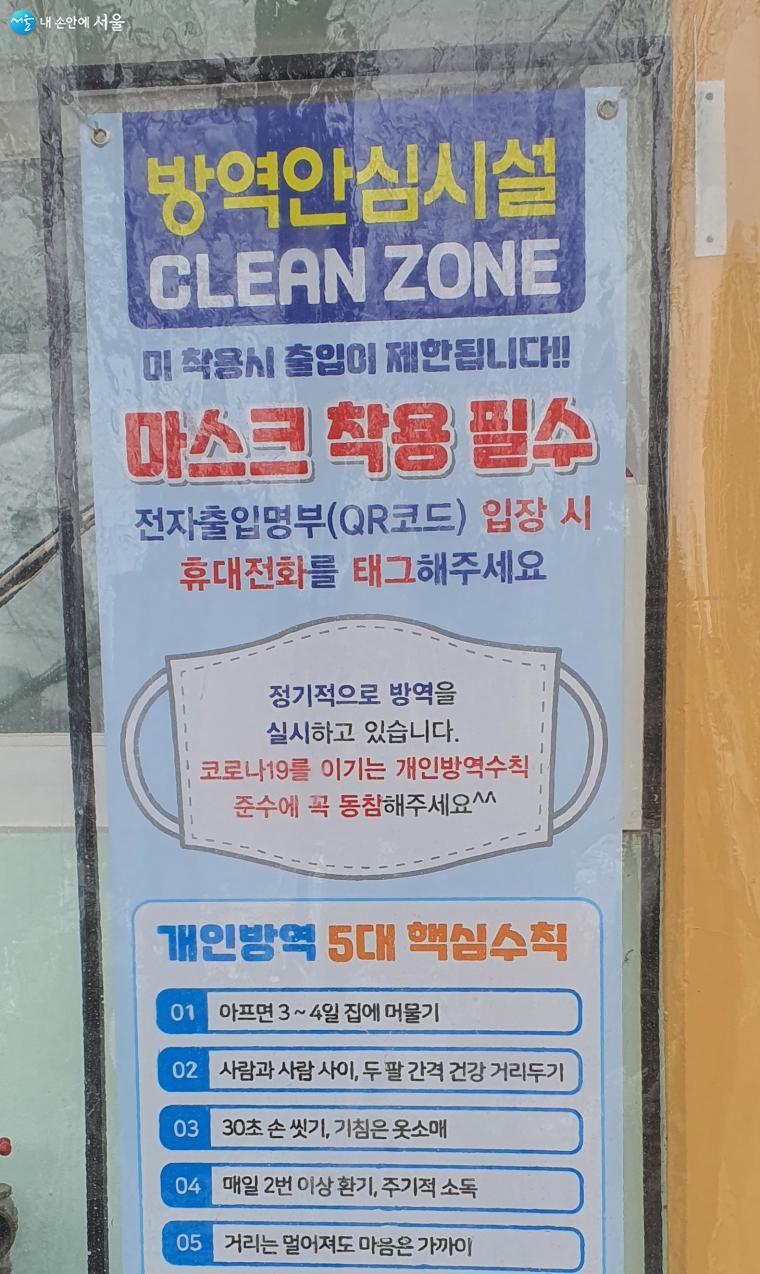 서울 내 손안에 서울
방역안심시설
CLEAN ZONE
미 착용시 출입이 제한됩니다!!
마스크 착용 필수
전자출입명부(QR코드) 입장 시
휴대전화를 태그해주세요
정기적으로 방역을
실시하고 있습니다.
코로나19를 이기는 개인방역수칙
준수에 꼭 동참해주세요^^
개인방역 5대 핵심수칙
01 아프면 3~4일 집에 머물기
02 사람과 사람 사이, 두 팔 간격 건강 거리두기
03 30초 손 씻기, 기침은 옷소매
04 매일 2번 이상 환기, 주기적 소독
05 거리는 멀어져도 마음은 가까이